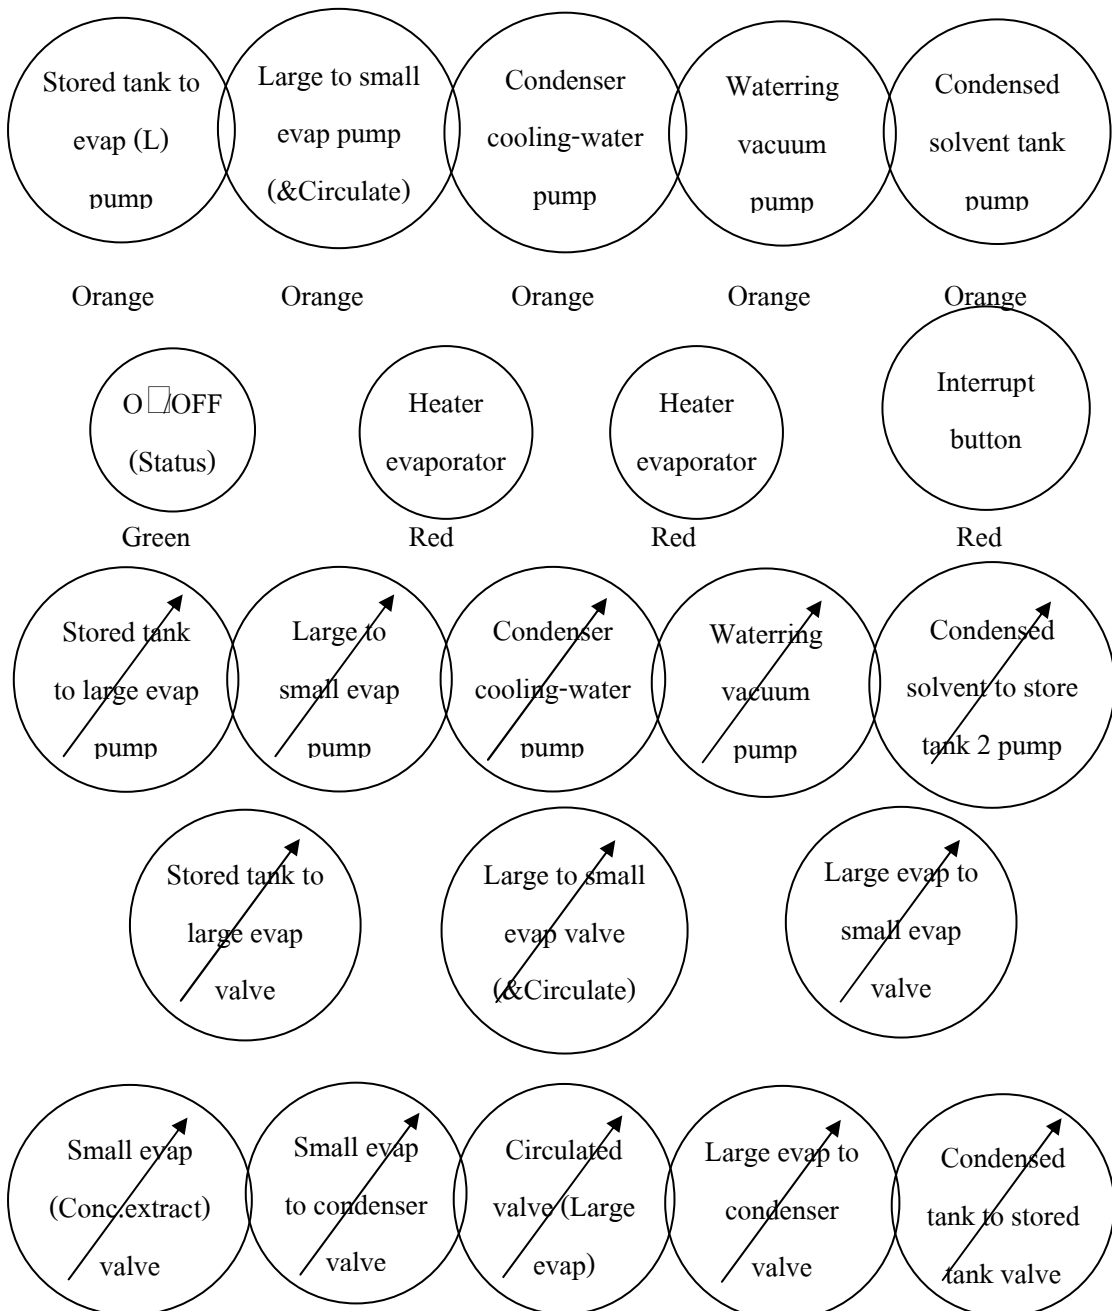 Stored tank to
evap (L)
pump
Large to small
evap pump
(&Circulate)
Condenser
cooling-water
pump
Waterring
vacuum
pump
Condensed
solvent tank
pump
Orange
Orange
Orange
Orange
Orange
O□/OFF
(Status)
Heater
evaporator
Heater
evaporator
Interrupt
button
Green
Red
Red
Red
Stored tank
to large evap
pump
Large to
small evap
pump
Condenser
cooling-water
pump
Waterring
vacuum
pump
Condensed
solvent to store
tank 2 pump
Stored tank to
large evap
valve
Large to small
evap valve
(&Circulate)
Large evap to
small evap
valve
Small evap
(Conc.extract)
valve
Small evap
to condenser
valve
Circulated
valve (Large
evap)
Large evap to
condenser
valve
Condensed
tank to stored
tank valve